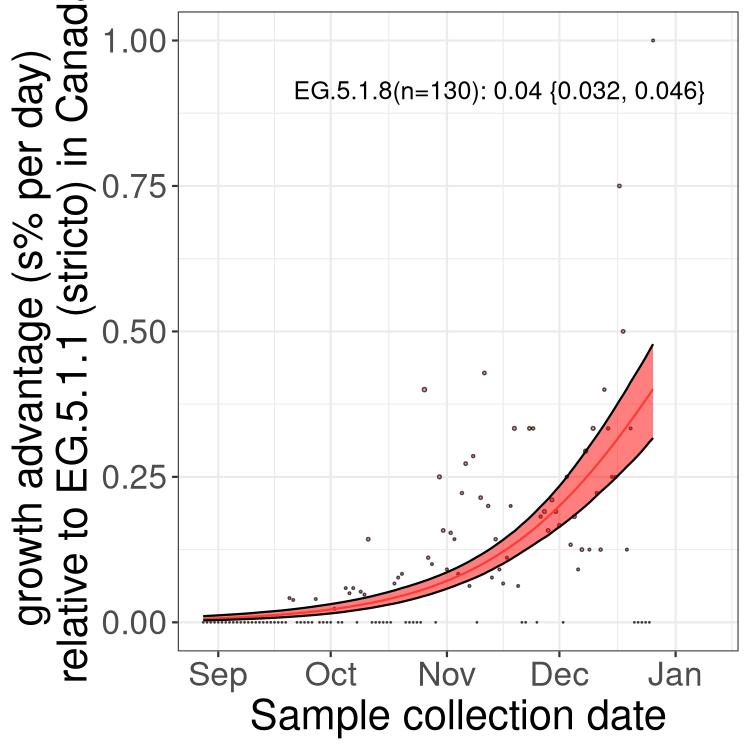 growth advantage (s% per day)
relative to EG.5.1.1 (stricto) in Canada
1.00
0.75
0.50
0.25
0.00
EG.5.1.8(n=130): 0.04 {0.032, 0.046}
Sep Oct Nov Dec Jan
Sample collection date